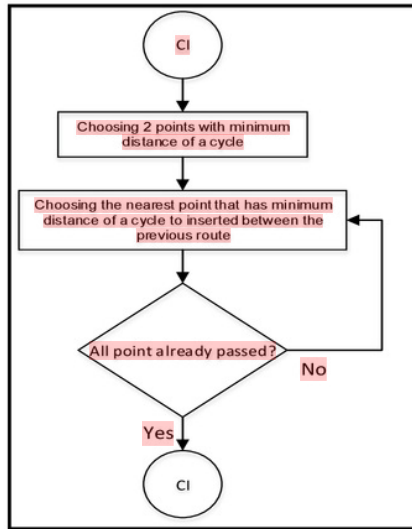 CI
Choosing 2 points with minimum
distance of a cycle
Choosing the nearest point that has minimum
distance of a cycle to inserted between the
previous route
All point already passed?
No
Yes
CI